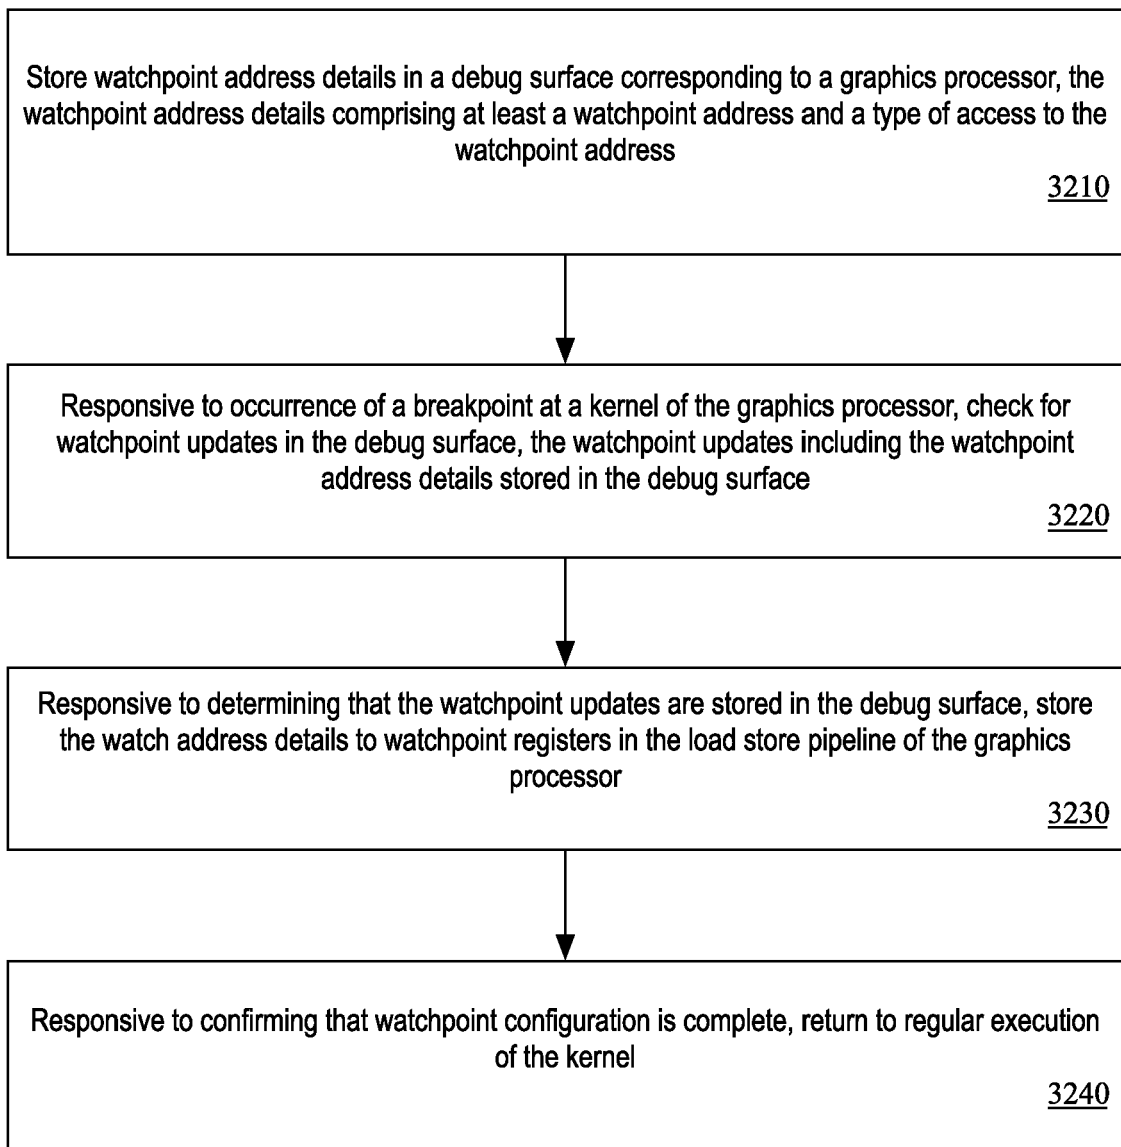 Store watchpoint address details in a debug surface corresponding to a graphics processor, the
watchpoint address details comprising at least a watchpoint address and a type of access to the
watchpoint address
3210
Responsive to occurrence of a breakpoint at a kernel of the graphics processor, check for
watchpoint updates in the debug surface, the watchpoint updates including the watchpoint
address details stored in the debug surface
3220
Responsive to determining that the watchpoint updates are stored in the debug surface, store
the watch address details to watchpoint registers in the load store pipeline of the graphics
processor
3230
Responsive to confirming that watchpoint configuration is complete, return to regular execution
of the kernel
3240